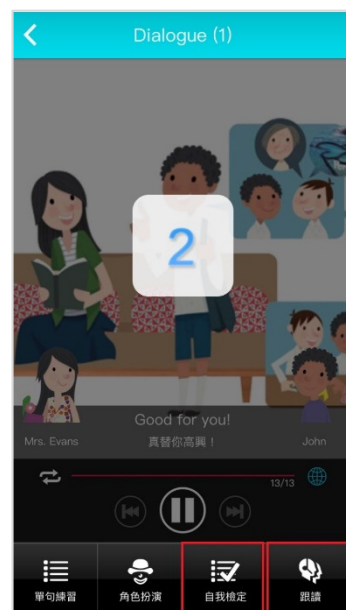 Dialogue (1)
2
Good for you!
Mrs. Evans
真替你高興！
John
13/13
單句練習
角色扮演
自我檢定
跟讀